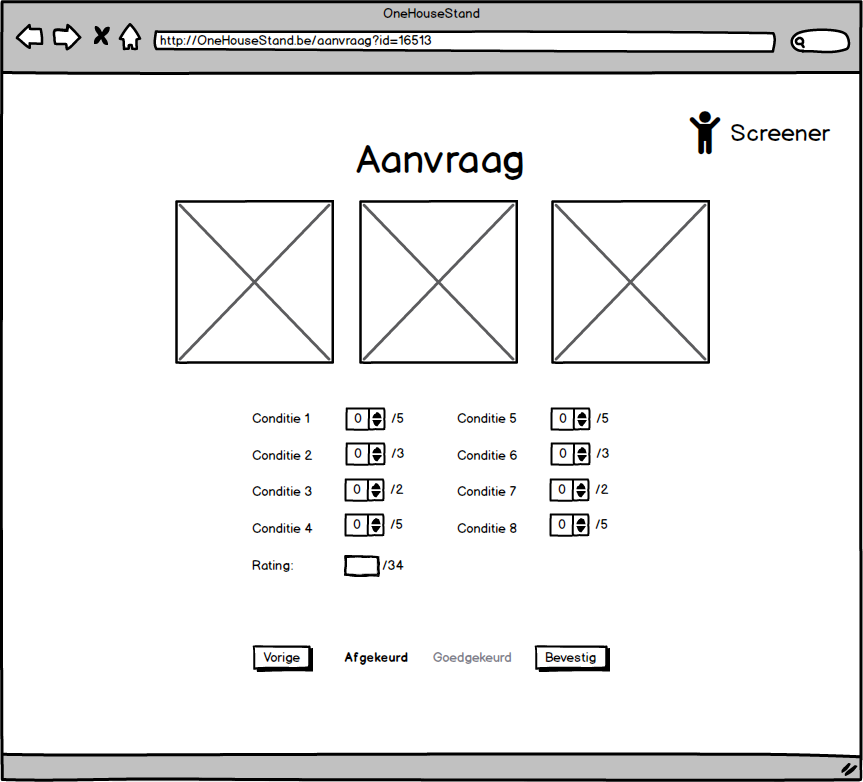 OneHouseStand
http://OneHouseStand.be/aanvraag?id=16513
Screener
Aanvraag
Conditie 1 0 /5 Conditie 5 0 /5
Conditie 2 0 /3 Conditie 6 0 /3
Conditie 3 0 /2 Conditie 7 0 /2
Conditie 4 0 /5 Conditie 8 0 /5
Rating: /34
Vorige Afgekeurd Goedgekeurd Bevestig